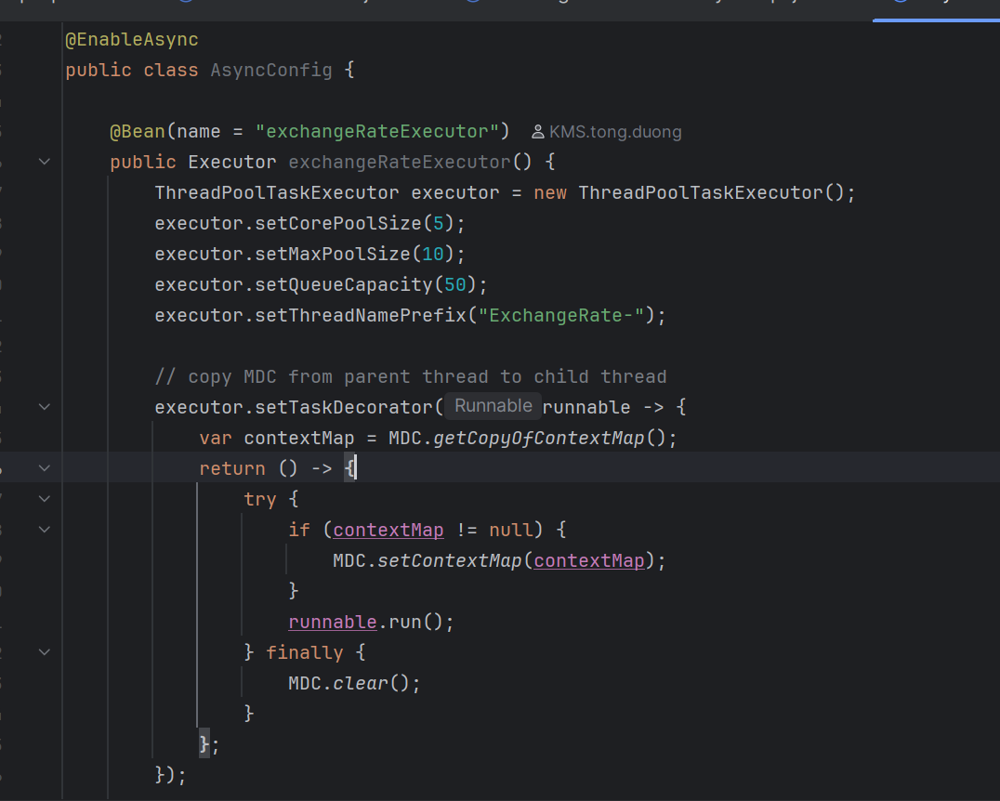 @EnableAsync
public class AsyncConfig {
@Bean(name = "exchangeRateExecutor") KMS.tong.duong
public Executor exchangeRateExecutor() {
ThreadPoolTaskExecutor executor = new ThreadPoolTaskExecutor();
executor.setCorePoolSize(5);
executor.setMaxPoolSize(10);
executor.setQueueCapacity(50);
executor.setThreadNamePrefix("ExchangeRate-");
// copy MDC from parent thread to child thread
executor.setTaskDecorator( Runnable runnable -> {
var contextMap = MDC.getCopyOfContextMap();
return () -> {
try {
if (contextMap != null) {
MDC.setContextMap(contextMap);
}
runnable.run();
} finally {
MDC.clear();
}
};
});